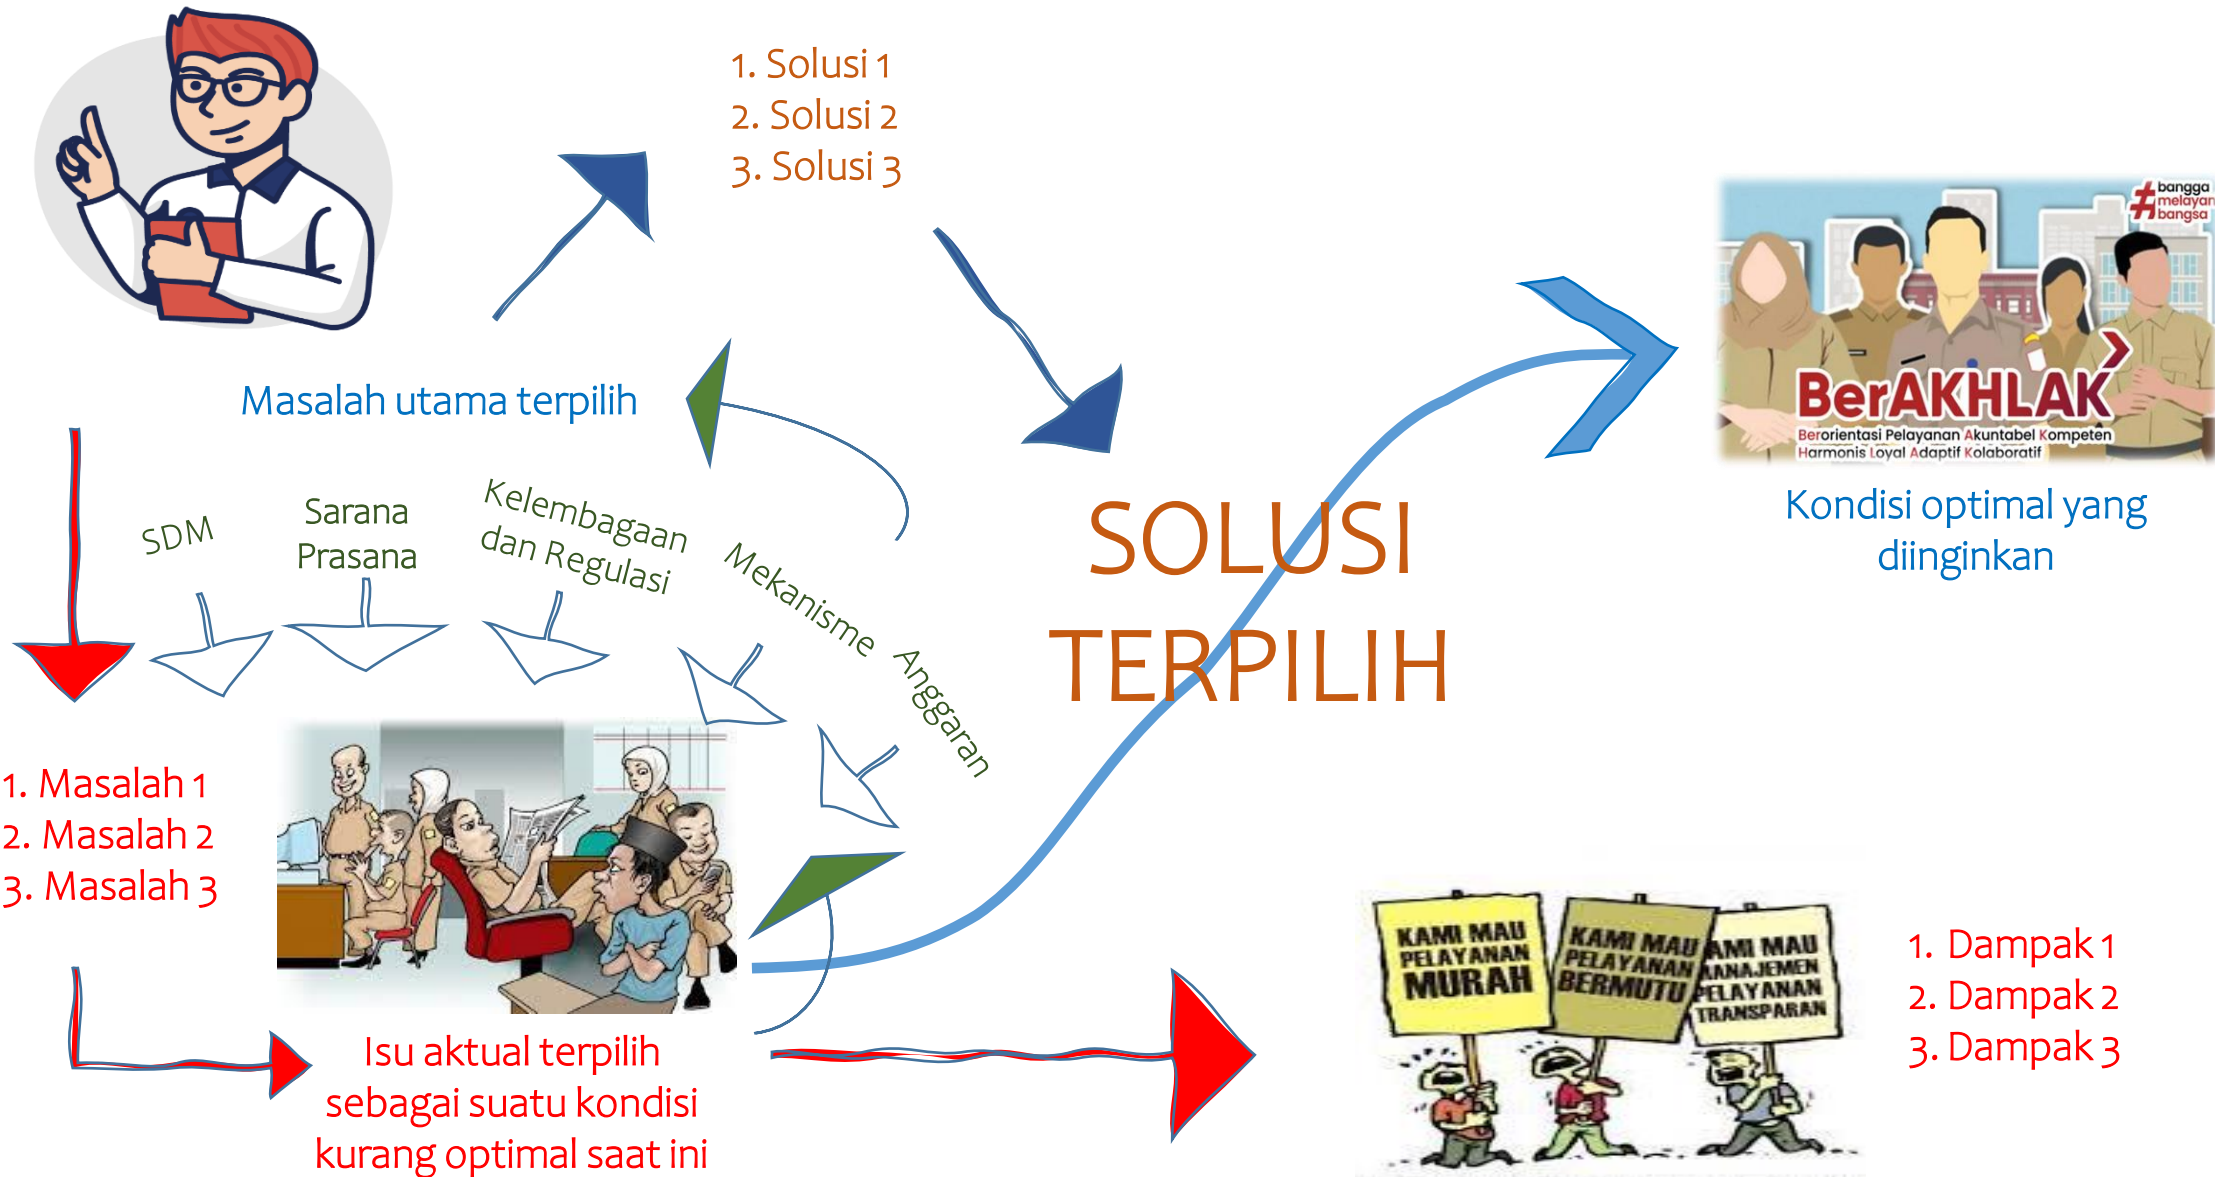 1. Solusi 1
2. Solusi 2
3. Solusi 3
#bangga
melayani
bangsa
BerAKHLAK
Berorientasi Pelayanan Akuntabel Kompeten
Harmonis Loyal Adaptif Kolaboratif
Kondisi optimal yang
diinginkan
Masalah utama terpilih
SDM
Sarana
Prasana
Kelembagaan
dan Regulasi
Mekanisme
Anggaran
SOLUSI
TERPILIH
1. Masalah 1
2. Masalah 2
3. Masalah 3
Isu aktual terpilih
sebagai suatu kondisi
kurang optimal saat ini
KAMI MAU
PELAYANAN
MURAH
KAMI MAU
PELAYANAN
BERMUTU
AMI MAU
MANAJEMEN
PELAYANAN
TRANSPARAN
1. Dampak 1
2. Dampak 2
3. Dampak 3